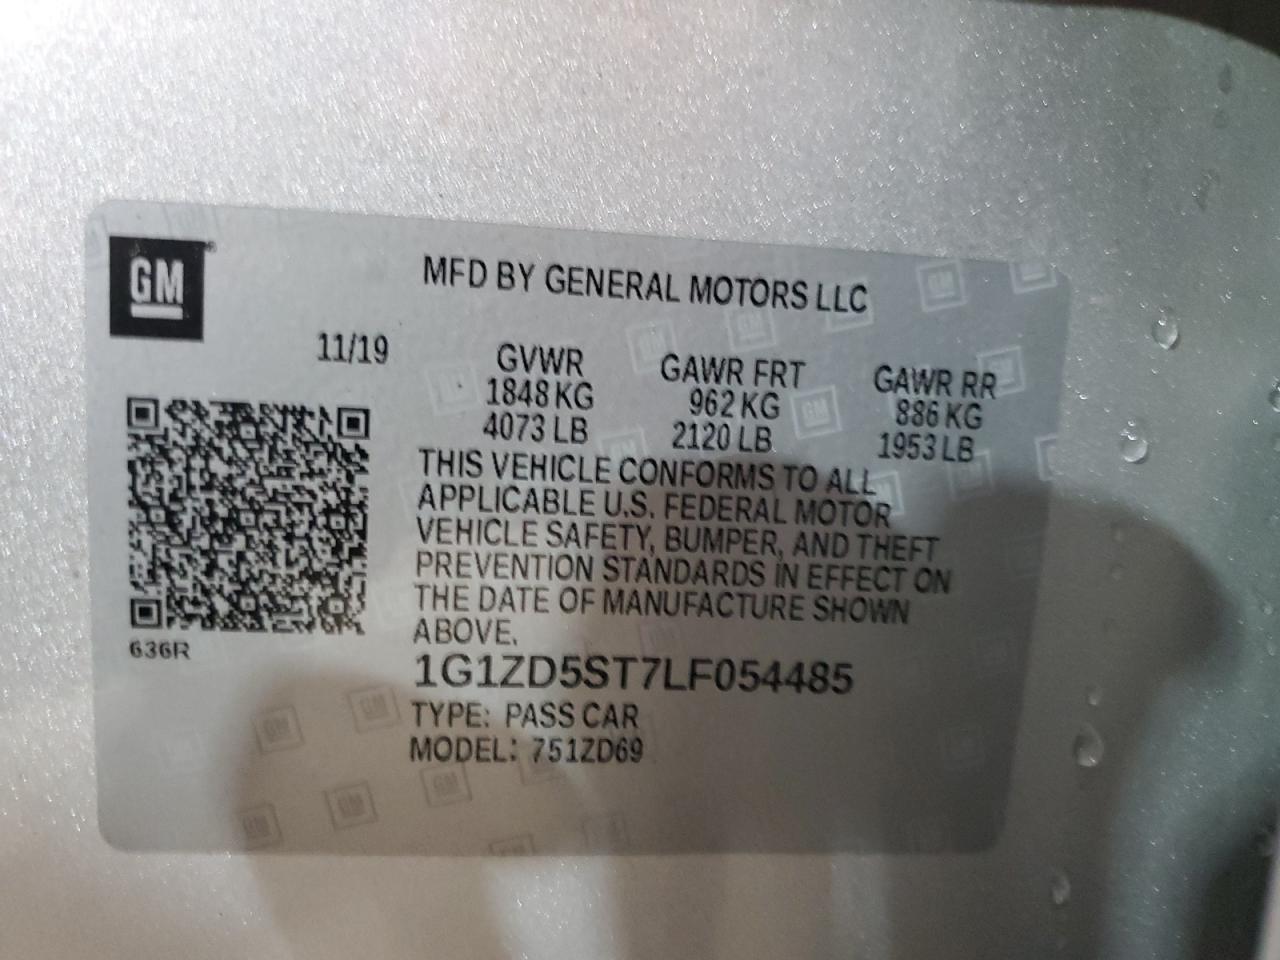 GM
MFD BY GENERAL MOTORS LLC
11/19
GVWR GAWR FRT GAWR RR
1848 KG 962 KG 886 KG
4073 LB 2120 LB 1953 LB
THIS VEHICLE CONFORMS TO ALL
APPLICABLE U.S. FEDERAL MOTOR
VEHICLE SAFETY, BUMPER, AND THEFT
PREVENTION STANDARDS IN EFFECT ON
THE DATE OF MANUFACTURE SHOWN
ABOVE.
636R
1G1ZD5ST7LF054485
TYPE: PASS CAR
MODEL: 751ZD69